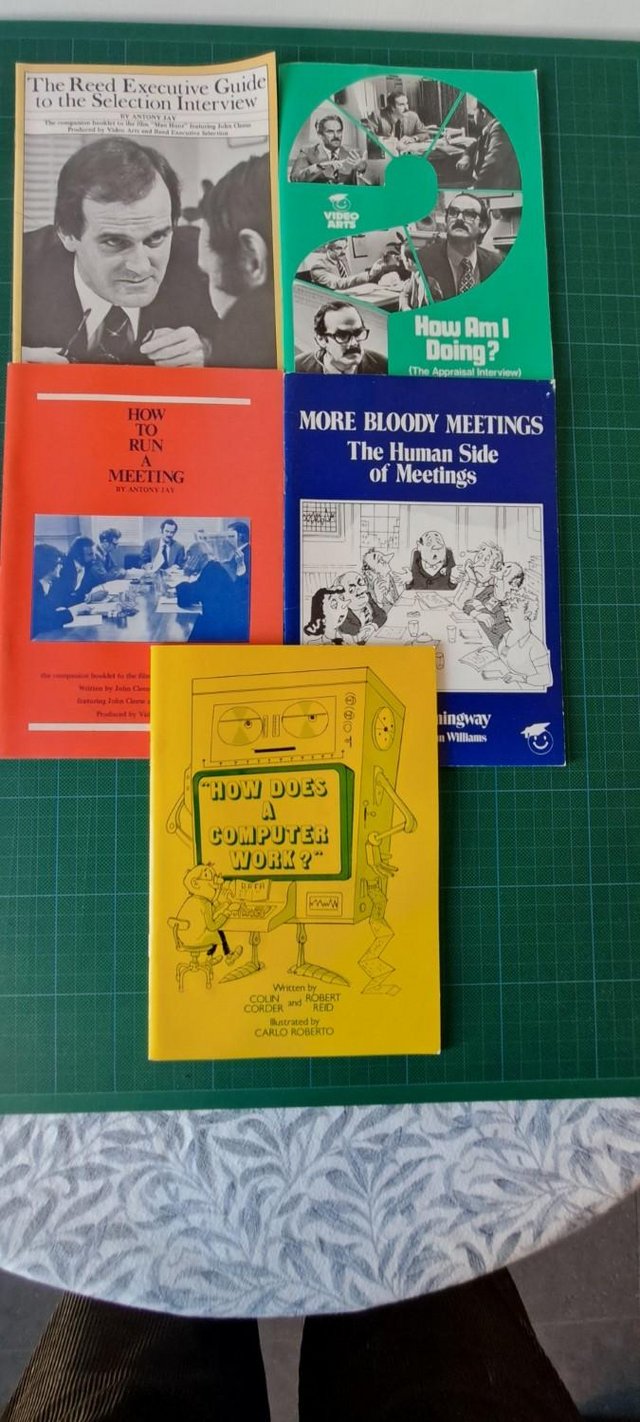 The Reed Executive Guide
to the Selection Interview
BY ANTONY JAY
The companion booklet to the film "Man Hunt" featuring John Cleese
Produced by Video Arts and Reed Executive Selection
VIDEO
ARTS
How Am I
Doing?
(The Appraisal Interview)
HOW
TO
RUN
A
MEETING
BY ANTONY JAY
the companion booklet to the film
Written by John Cleese
featuring John Cleese
Produced by
MORE BLOODY MEETINGS
The Human Side
of Meetings
mingway
n Williams
"HOW DOES
A
COMPUTER
WORK?"
DATA
Written by
COLIN CORDER and ROBERT REID
Illustrated by
CARLO ROBERTO